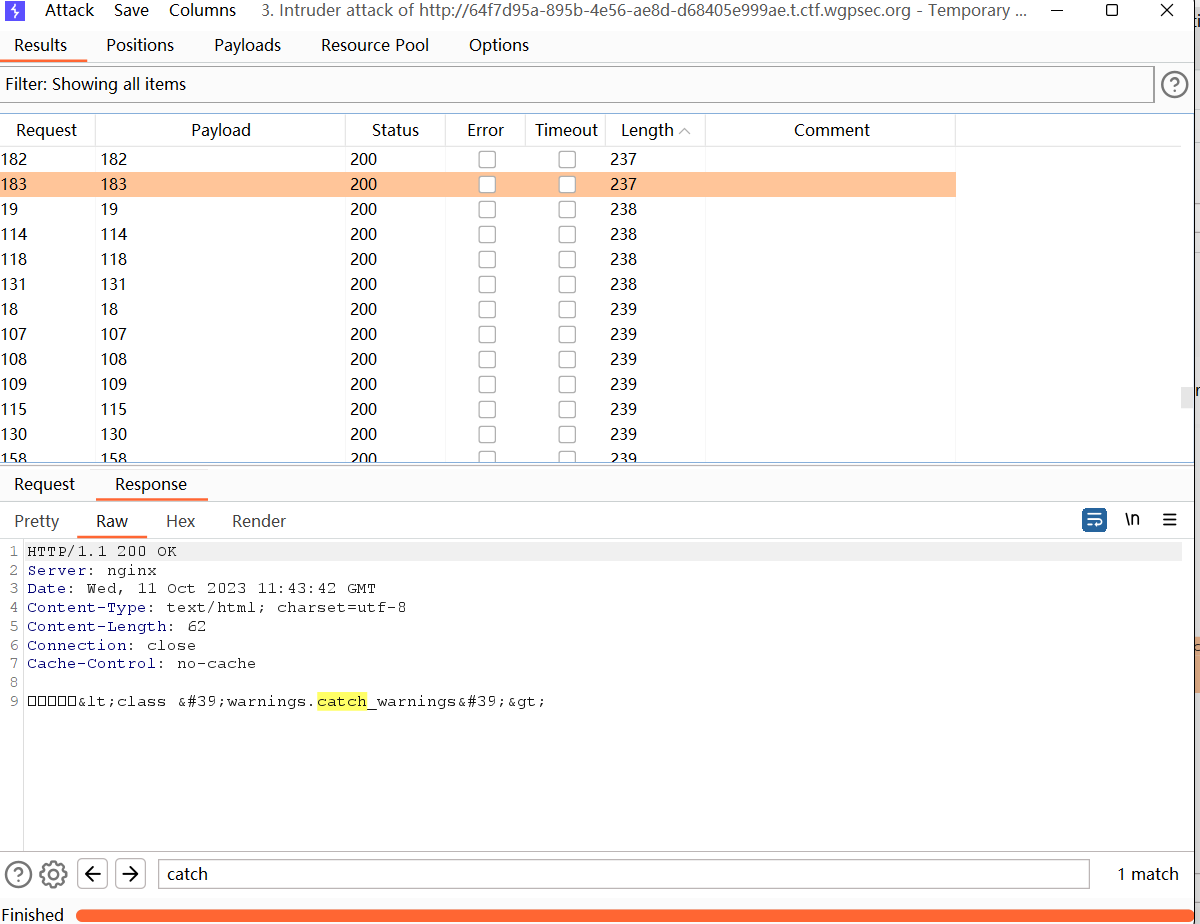 Attack Save Columns 3. Intruder attack of http://64f7d95a-895b-4e56-ae8d-d68405e999ae.t.ctf.wgpsec.org - Temporary ...
Results Positions Payloads Resource Pool Options
Filter: Showing all items
Request Payload Status Error Timeout Length Comment
182 182 200 237
183 183 200 237
19 19 200 238
114 114 200 238
118 118 200 238
131 131 200 238
18 18 200 239
107 107 200 239
108 108 200 239
109 109 200 239
115 115 200 239
130 130 200 239
158 158 200 239
Request Response
Pretty Raw Hex Render \n
1 HTTP/1.1 200 OK
2 Server: nginx
3 Date: Wed, 11 Oct 2023 11:43:42 GMT
4 Content-Type: text/html; charset=utf-8
5 Content-Length: 62
6 Connection: close
7 Cache-Control: no-cache
8
9 □□□□□&lt;class &#39;warnings.catch_warnings&#39;&gt;
catch 1 match
Finished